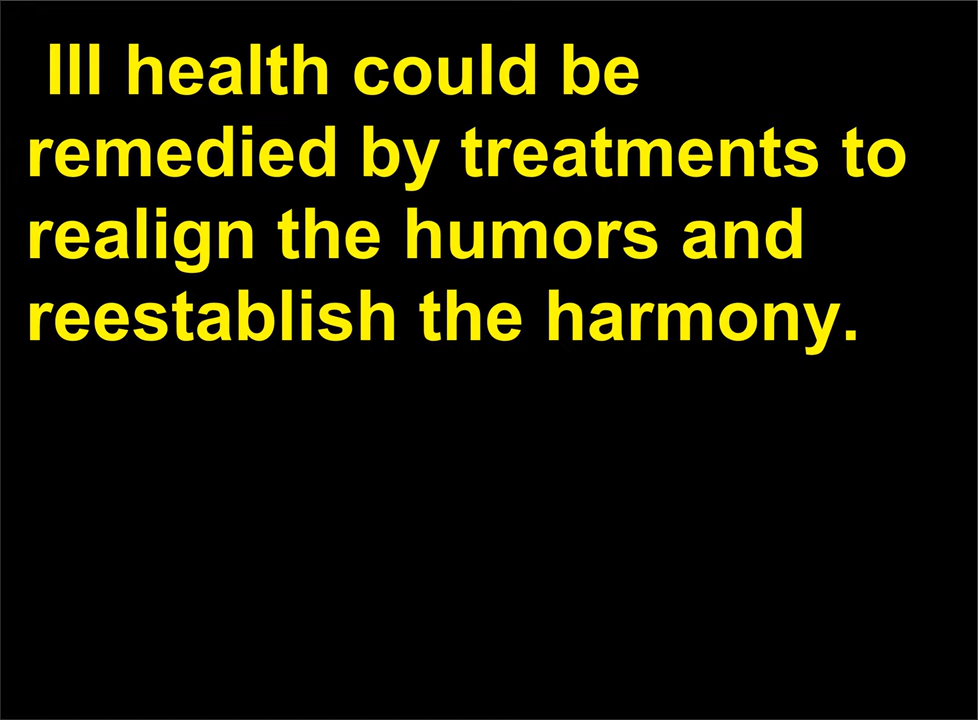 Ill health could be
remedied by treatments to
realign the humors and
reestablish the harmony.